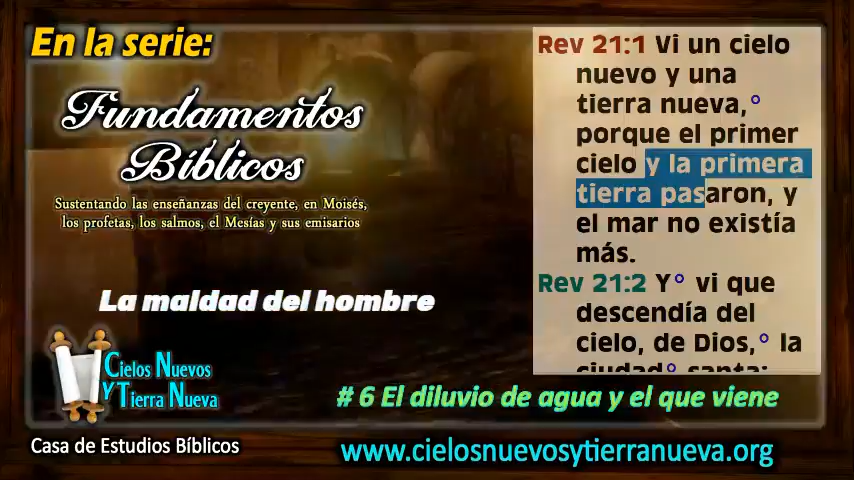 En la serie:
Fundamentos
Bíblicos
Sustentando las enseñanzas del creyente, en Moisés,
los profetas, los salmos, el Mesías y sus emisarios
La maldad del hombre
Cielos Nuevos
Y Tierra Nueva
Casa de Estudios Bíblicos
Rev 21:1 Vi un cielo
nuevo y una
tierra nueva,°
porque el primer
cielo y la primera
tierra pasaron, y
el mar no existía
más.
Rev 21:2 Y° vi que
descendía del
cielo, de Dios,° la
ciudad° santa:
# 6 El diluvio de agua y el que viene
www.cielosnuevosytierranueva.org